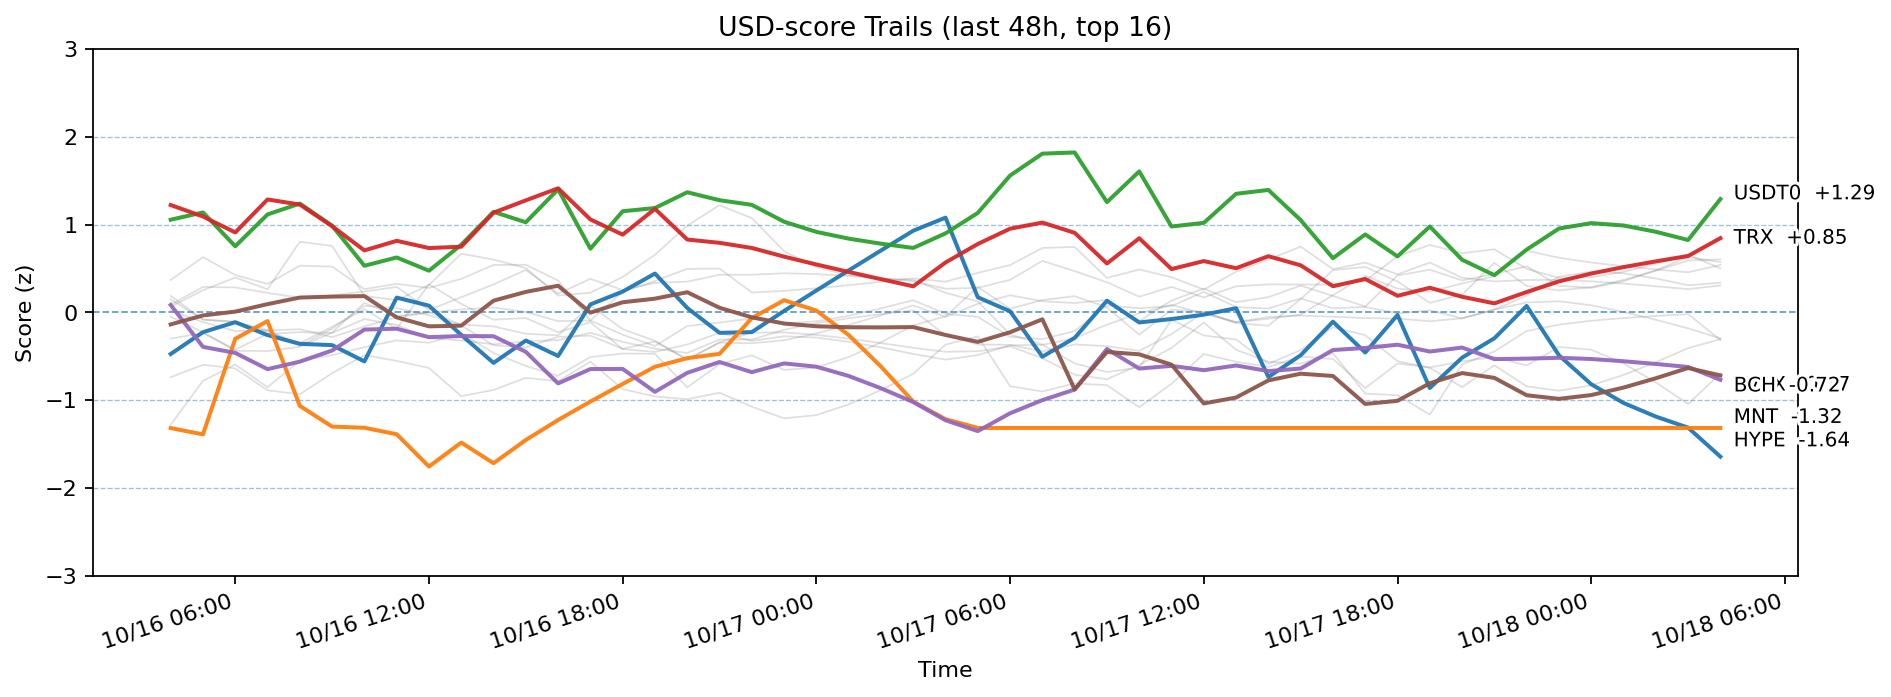 USD-score Trails (last 48h, top 16)
3
2
1
0
−1
−2
−3
Score (z)
USDT0 +1.29
TRX +0.85
MNT -1.32
HYPE -1.64
10/16 06:00
10/16 12:00
10/16 18:00
10/17 00:00
10/17 06:00
10/17 12:00
10/17 18:00
10/18 00:00
10/18 06:00
Time